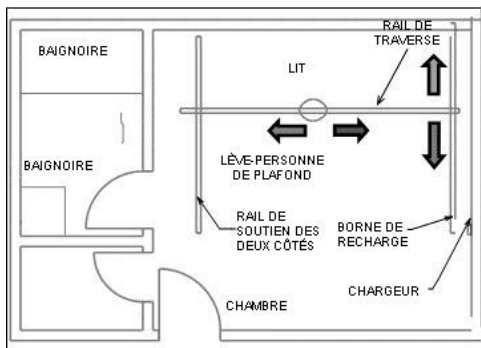 BAIGNOIRE
RAIL DE
TRAVERSE
LIT
LÈVE-PERSONNE
DE PLAFOND
BAIGNOIRE
RAIL DE
SOUTIEN DES
DEUX CÔTÉS
BORNE DE
RECHARGE
CHARGEUR
CHAMBRE